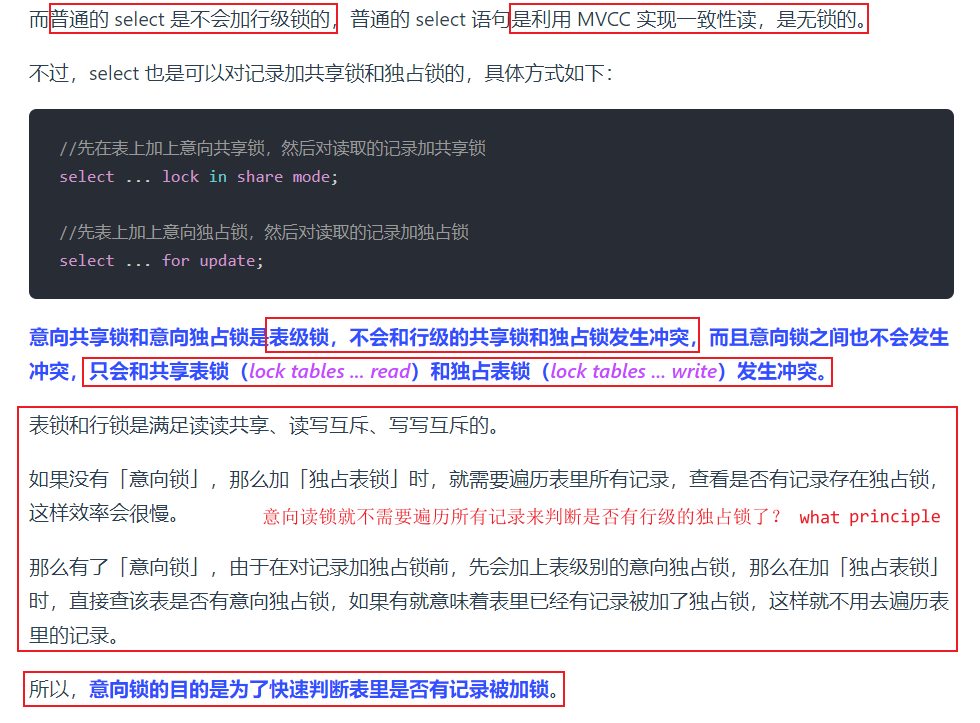 而普通的 select 是不会加行级锁的，普通的 select 语句是利用 MVCC 实现一致性读，是无锁的。
不过，select 也是可以对记录加共享锁和独占锁的，具体方式如下：
//先在表上加上意向共享锁，然后对读取的记录加共享锁
select ... lock in share mode;
//先表上加上意向独占锁，然后对读取的记录加独占锁
select ... for update;
意向共享锁和意向独占锁是表级锁，不会和行级的共享锁和独占锁发生冲突，而且意向锁之间也不会发生
冲突，只会和共享表锁（lock tables ... read）和独占表锁（lock tables ... write）发生冲突。
表锁和行锁是满足读读共享、读写互斥、写写互斥的。
如果没有「意向锁」，那么加「独占表锁」时，就需要遍历表里所有记录，查看是否有记录存在独占锁，
这样效率会很慢。
意向读锁就不需要遍历所有记录来判断是否有行级的独占锁了？ what principle
那么有了「意向锁」，由于在对记录加独占锁前，先会加上表级别的意向独占锁，那么在加「独占表锁」
时，直接查该表是否有意向独占锁，如果有就意味着表里已经有记录被加了独占锁，这样就不用去遍历表
里的记录。
所以，意向锁的目的是为了快速判断表里是否有记录被加锁。